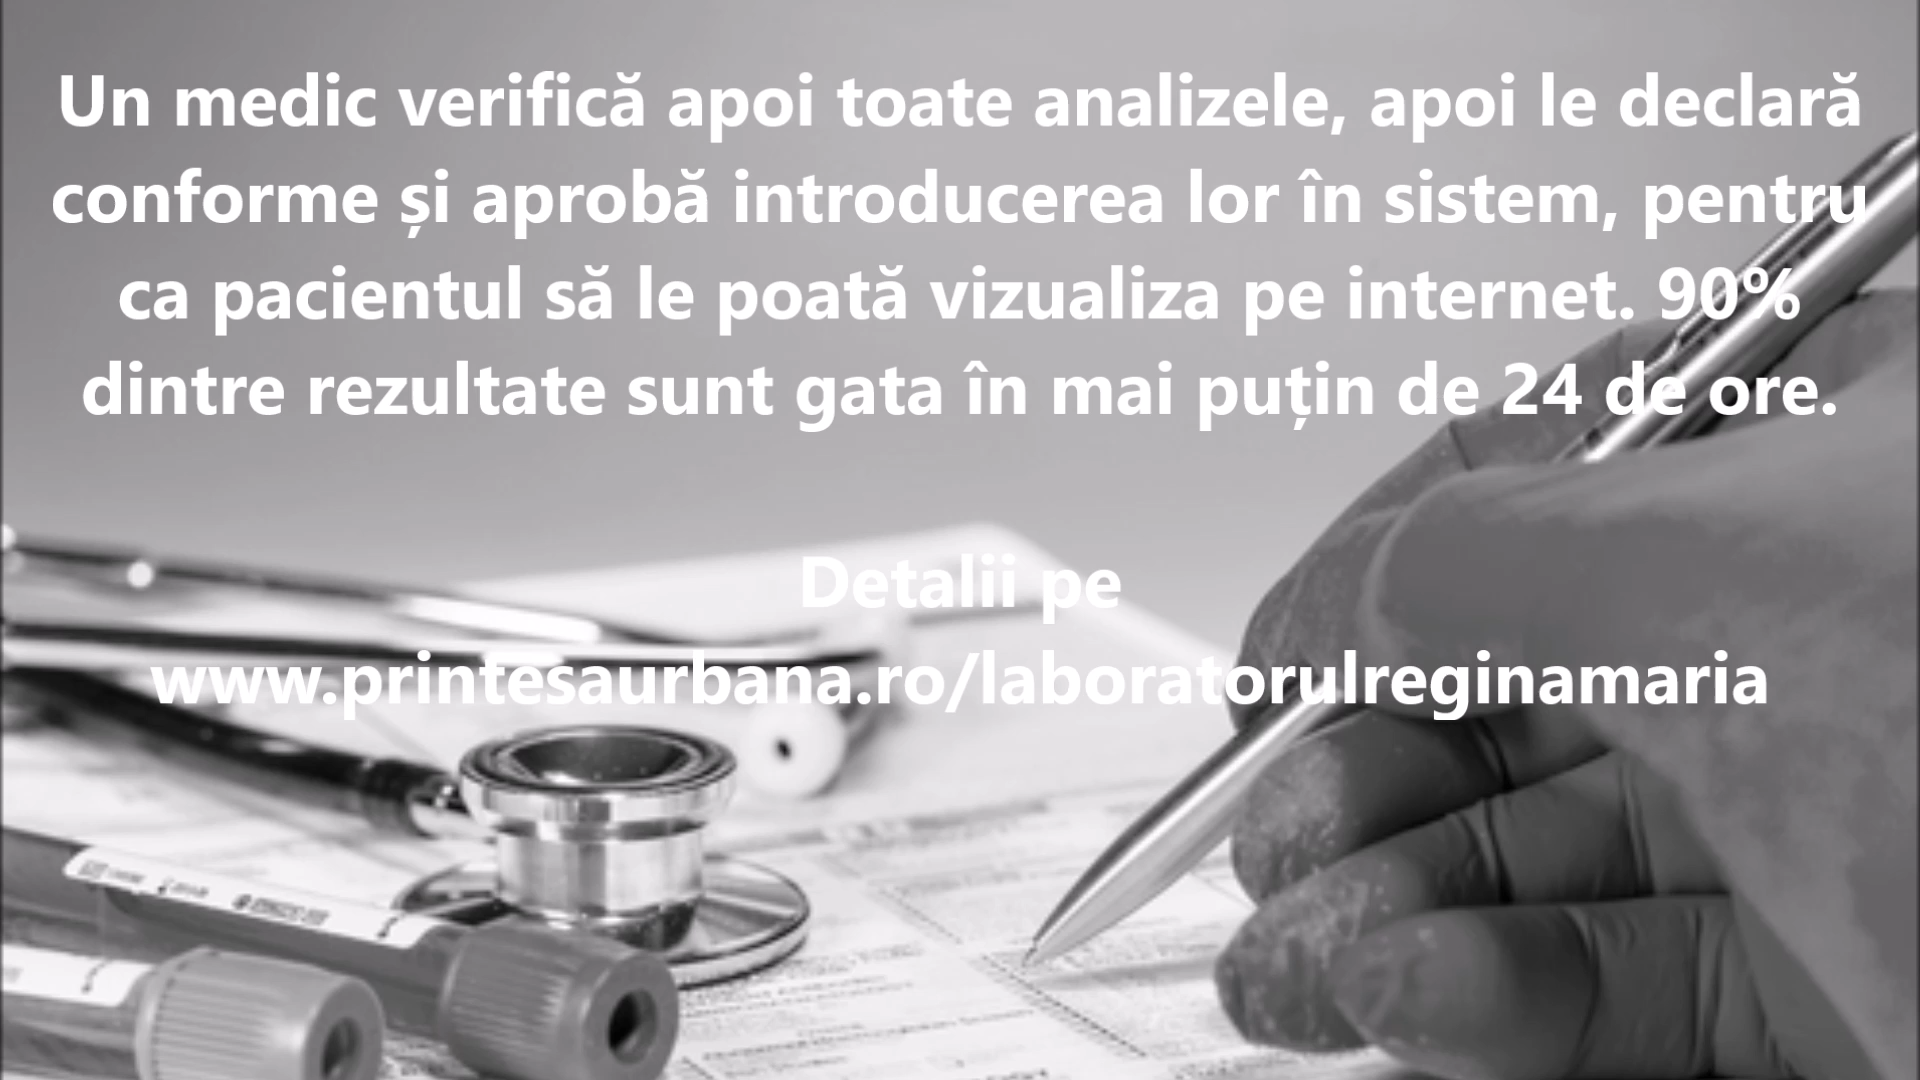 Un medic verifică apoi toate analizele, apoi le declară
conforme și aprobă introducerea lor în sistem, pentru
ca pacientul să le poată vizualiza pe internet. 90%
dintre rezultate sunt gata în mai puțin de 24 de ore.
Detalii pe
www.printesaurbana.ro/laboratorulreginamaria